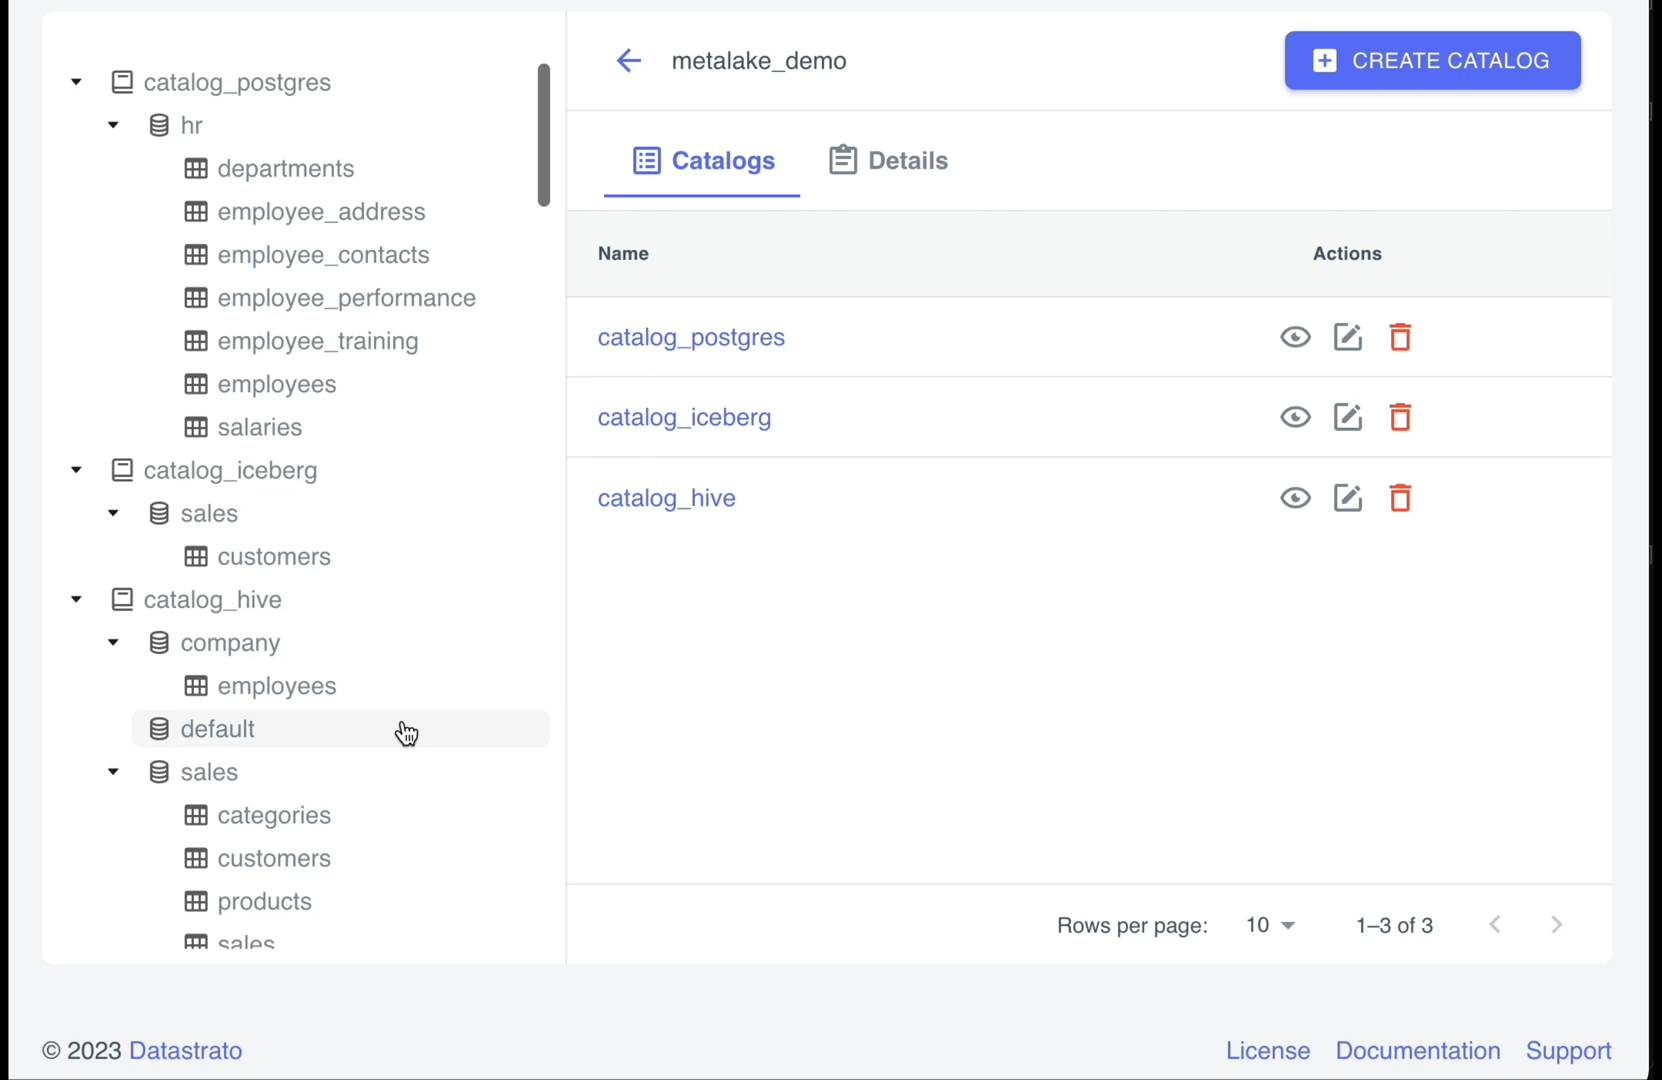 catalog_postgres
hr
departments
employee_address
employee_contacts
employee_performance
employee_training
employees
salaries
catalog_iceberg
sales
customers
catalog_hive
company
employees
default
sales
categories
customers
products
sales
metalake_demo
CREATE CATALOG
Catalogs
Details
Name
Actions
catalog_postgres
catalog_iceberg
catalog_hive
Rows per page: 10 1–3 of 3
© 2023 Datastrato
License Documentation Support